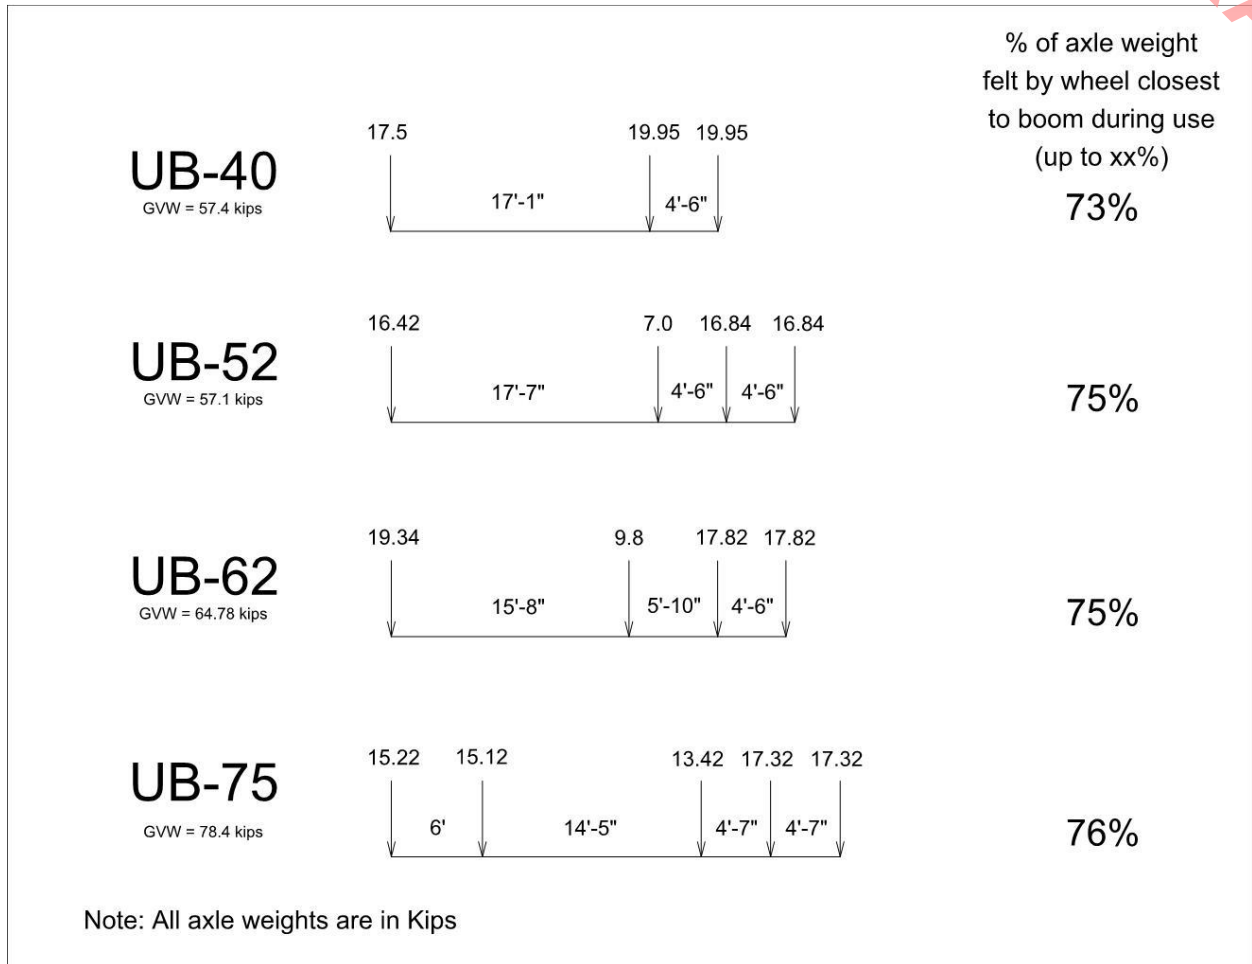 % of axle weight
felt by wheel closest
to boom during use
(up to xx%)
UB-40
GVW = 57.4 kips
17.5 19.95 19.95
17'-1" 4'-6"
73%
UB-52
GVW = 57.1 kips
16.42 7.0 16.84 16.84
17'-7" 4'-6" 4'-6"
75%
UB-62
GVW = 64.78 kips
19.34 9.8 17.82 17.82
15'-8" 5'-10" 4'-6"
75%
UB-75
GVW = 78.4 kips
15.22 15.12 13.42 17.32 17.32
6' 14'-5" 4'-7" 4'-7"
76%
Note: All axle weights are in Kips